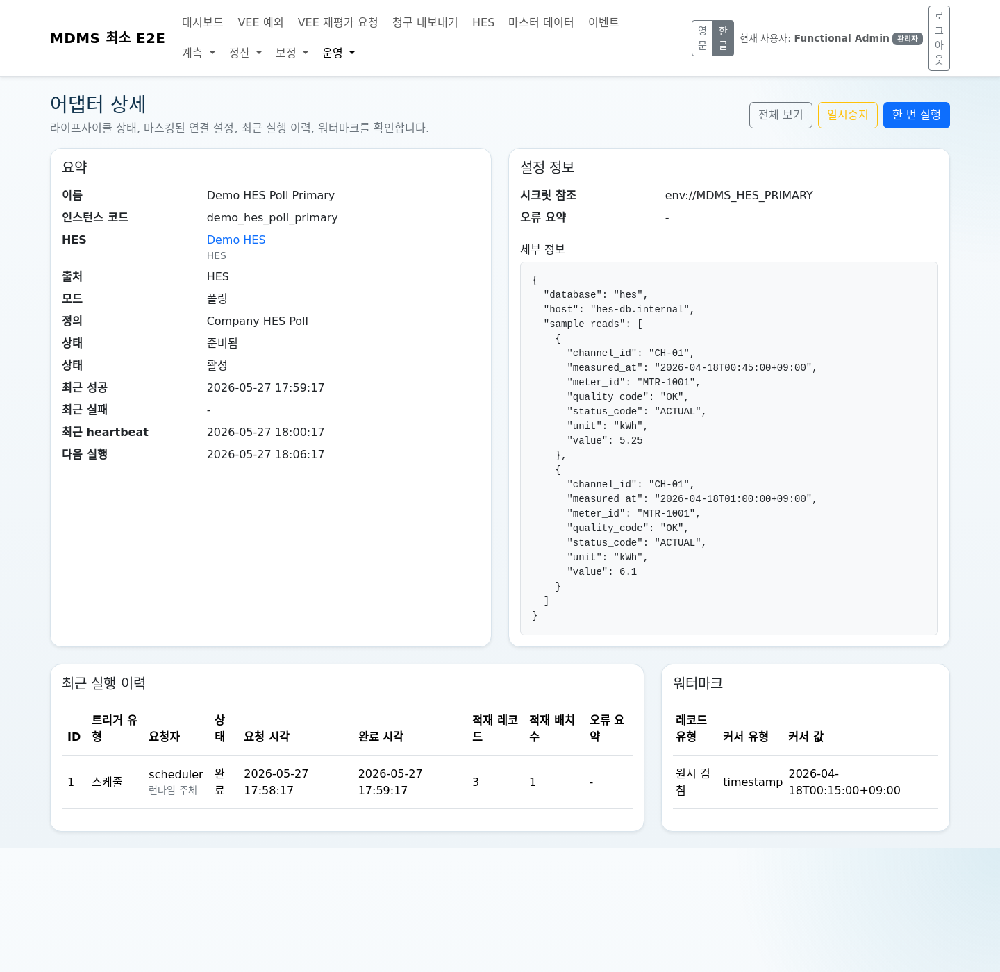 MDMS 최소 E2E
대시보드 VEE 예외 VEE 재평가 요청 청구 내보내기 HES 마스터 데이터 이벤트
계측 정산 보정 운영
영문 한글 현재 사용자: Functional Admin 관리자 로그아웃
어댑터 상세
라이프사이클 상태, 마스킹된 연결 설정, 최근 실행 이력, 워터마크를 확인합니다.
전체 보기 일시중지 한 번 실행
요약
이름 Demo HES Poll Primary
인스턴스 코드 demo_hes_poll_primary
HES Demo HES
HES
출처 HES
모드 폴링
정의 Company HES Poll
상태 준비됨
상태 활성
최근 성공 2026-05-27 17:59:17
최근 실패 -
최근 heartbeat 2026-05-27 18:00:17
다음 실행 2026-05-27 18:06:17
설정 정보
시크릿 참조 env://MDMS_HES_PRIMARY
오류 요약 -
세부 정보
{
  "database": "hes",
  "host": "hes-db.internal",
  "sample_reads": [
    {
      "channel_id": "CH-01",
      "measured_at": "2026-04-18T00:45:00+09:00",
      "meter_id": "MTR-1001",
      "quality_code": "OK",
      "status_code": "ACTUAL",
      "unit": "kWh",
      "value": 5.25
    },
    {
      "channel_id": "CH-01",
      "measured_at": "2026-04-18T01:00:00+09:00",
      "meter_id": "MTR-1001",
      "quality_code": "OK",
      "status_code": "ACTUAL",
      "unit": "kWh",
      "value": 6.1
    }
  ]
}
최근 실행 이력
ID 트리거 유형 요청자 상태 요청 시각 완료 시각 적재 레코드 적재 배치 수 오류 요약
1 스케줄 scheduler 런타임 주체 완료 2026-05-27 17:58:17 2026-05-27 17:59:17 3 1 -
워터마크
레코드 유형 커서 유형 커서 값
원시 검침 timestamp 2026-04-18T00:15:00+09:00